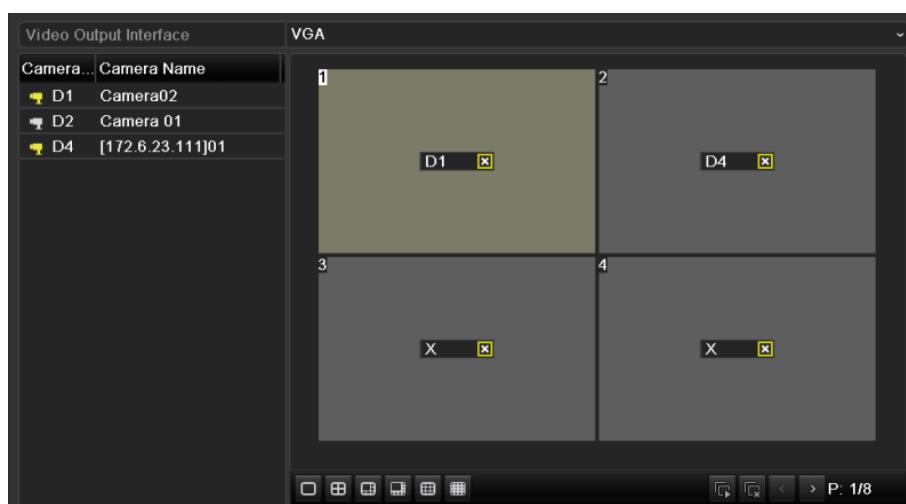 Video Output Interface VGA
Camera... Camera Name
D1 Camera02
D2 Camera 01
D4 [172.6.23.111]01
1 2
D1 D4
3 4
X X
P: 1/8